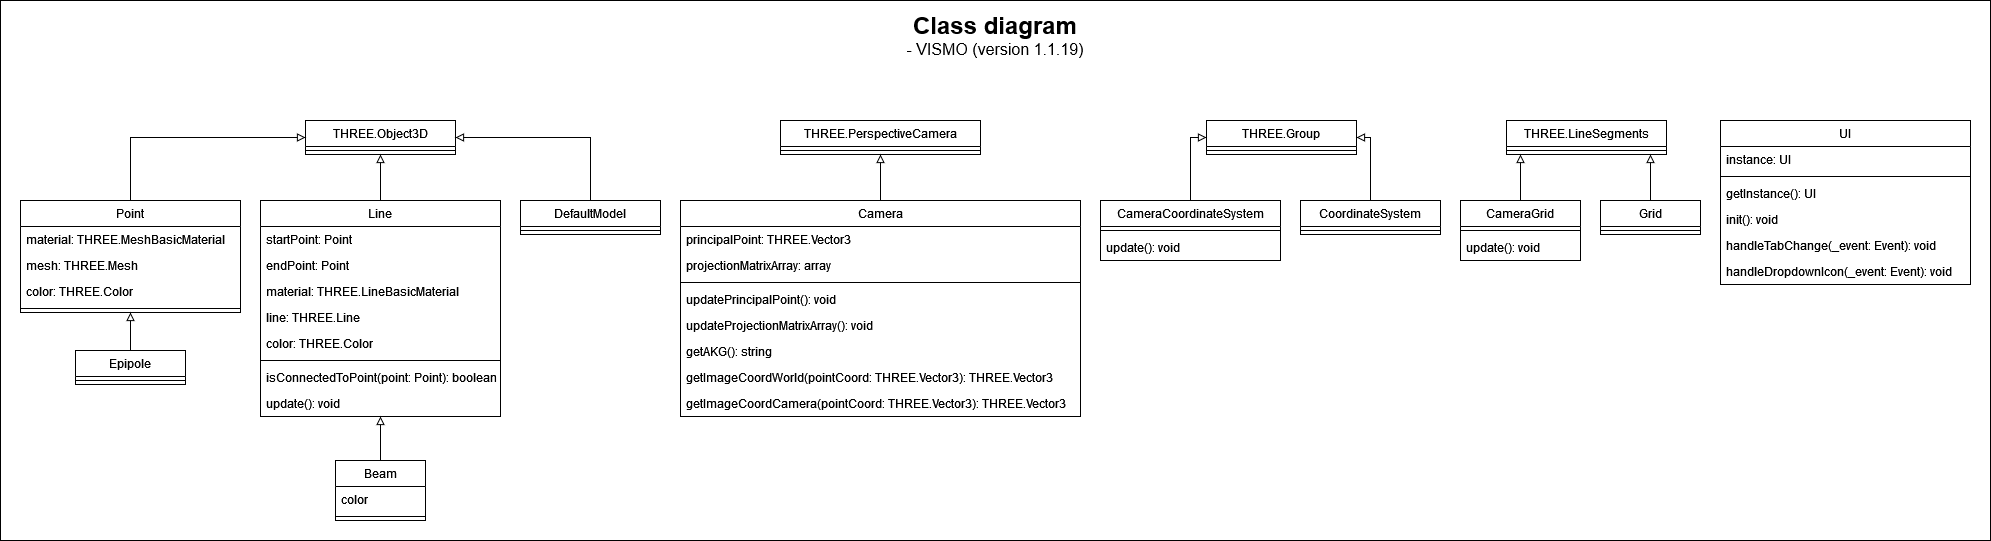 Class diagram
- VISMO (version 1.1.19)
THREE.Object3D
THREE.PerspectiveCamera
THREE.Group
THREE.LineSegments
UI
instance: UI
getInstance(): UI
init(): void
handleTabChange(_event: Event): void
handleDropdownIcon(_event: Event): void
Point
material: THREE.MeshBasicMaterial
mesh: THREE.Mesh
color: THREE.Color
Epipole
Line
startPoint: Point
endPoint: Point
material: THREE.LineBasicMaterial
line: THREE.Line
color: THREE.Color
isConnectedToPoint(point: Point): boolean
update(): void
Beam
color
DefaultModel
Camera
principalPoint: THREE.Vector3
projectionMatrixArray: array
updatePrincipalPoint(): void
updateProjectionMatrixArray(): void
getAKG(): string
getImageCoordWorld(pointCoord: THREE.Vector3): THREE.Vector3
getImageCoordCamera(pointCoord: THREE.Vector3): THREE.Vector3
CameraCoordinateSystem
update(): void
CoordinateSystem
CameraGrid
update(): void
Grid